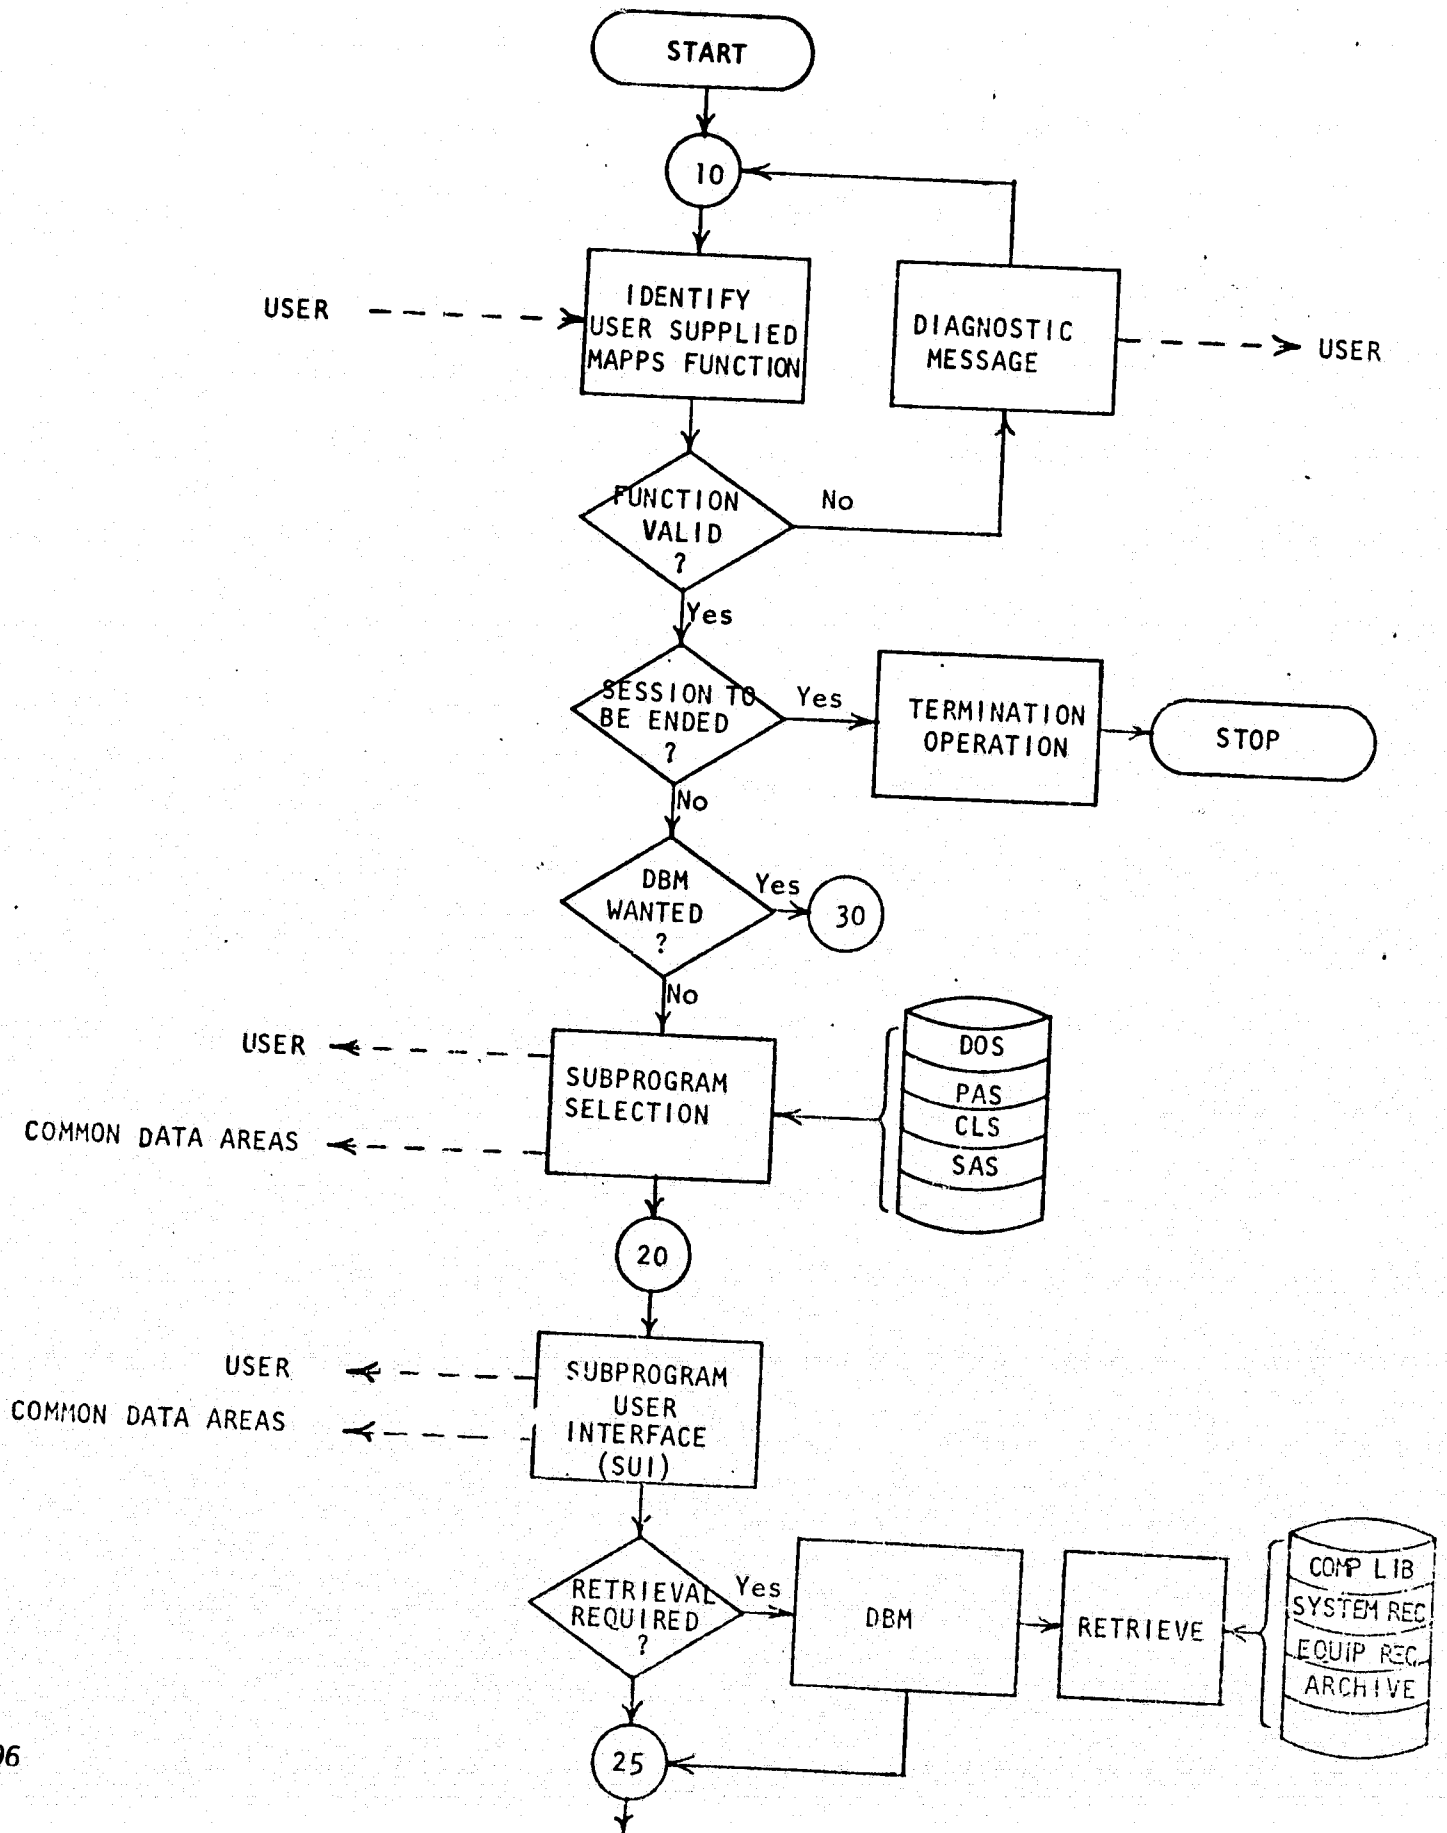 START
10
IDENTIFY
USER SUPPLIED
MAPPS FUNCTION
USER
DIAGNOSTIC
MESSAGE
USER
FUNCTION
VALID
?
No
Yes
SESSION TO
BE ENDED
?
Yes
TERMINATION
OPERATION
STOP
No
DBM
WANTED
?
Yes
30
No
USER
COMMON DATA AREAS
SUBPROGRAM
SELECTION
DOS
PAS
CLS
SAS
20
USER
COMMON DATA AREAS
SUBPROGRAM
USER
INTERFACE
(SUI)
RETRIEVAL
REQUIRED
?
Yes
DBM
RETRIEVE
COMP LIB
SYSTEM REC
EQUIP REC
ARCHIVE
25